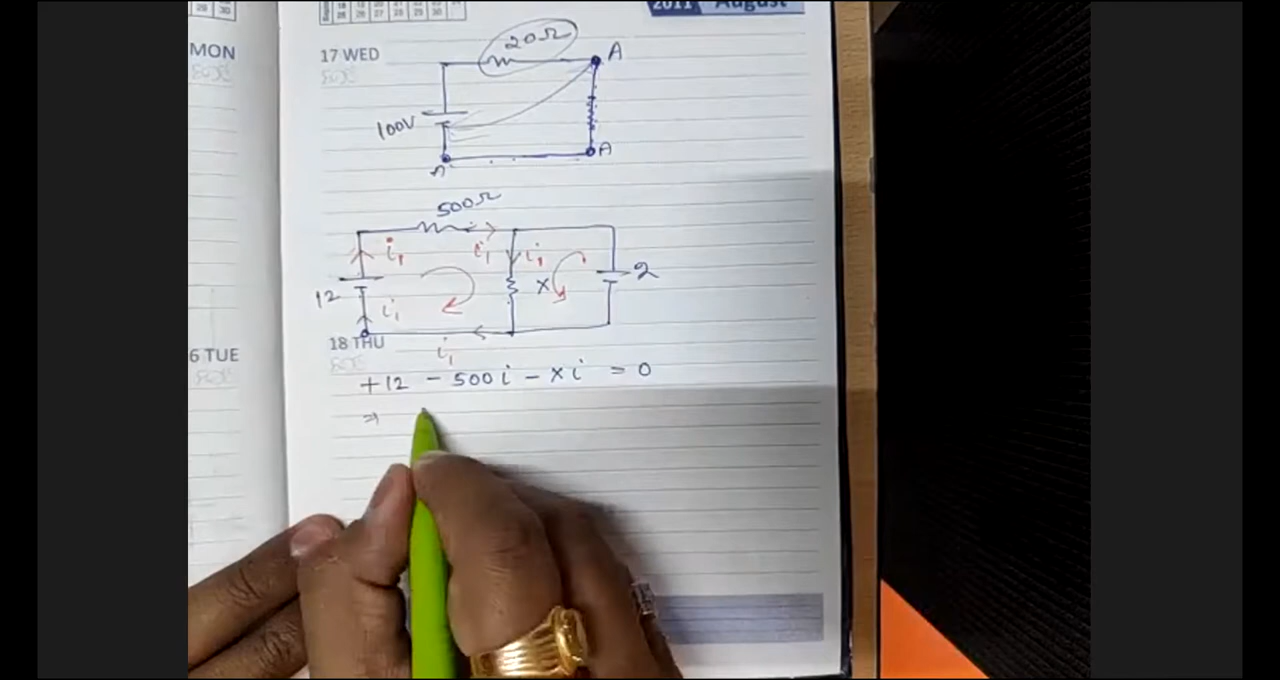 2011 August
MON
17 WED
20Ω
A
100V
A
500Ω
i₁
i₁
i₁
12
x
2
i₁
18 THU
i₁
6 TUE
+12 - 500i - xi = 0
⇒